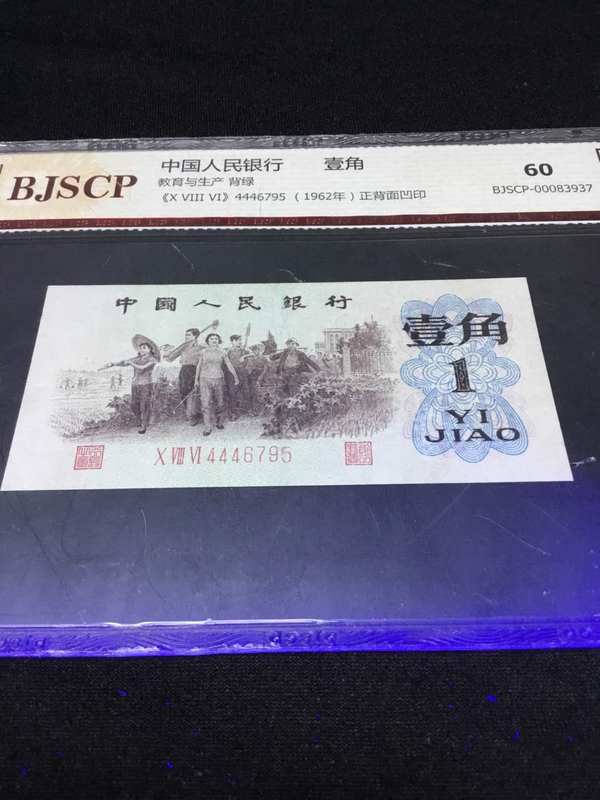 BJSCP
中国人民银行 壹角
教育与生产 背绿
《X VIII VI》4446795 (1962年) 正背面凹印
60
BJSCP-00083937
中國人民銀行
壹角
1
YI
JIAO
X VIII VI 4446795